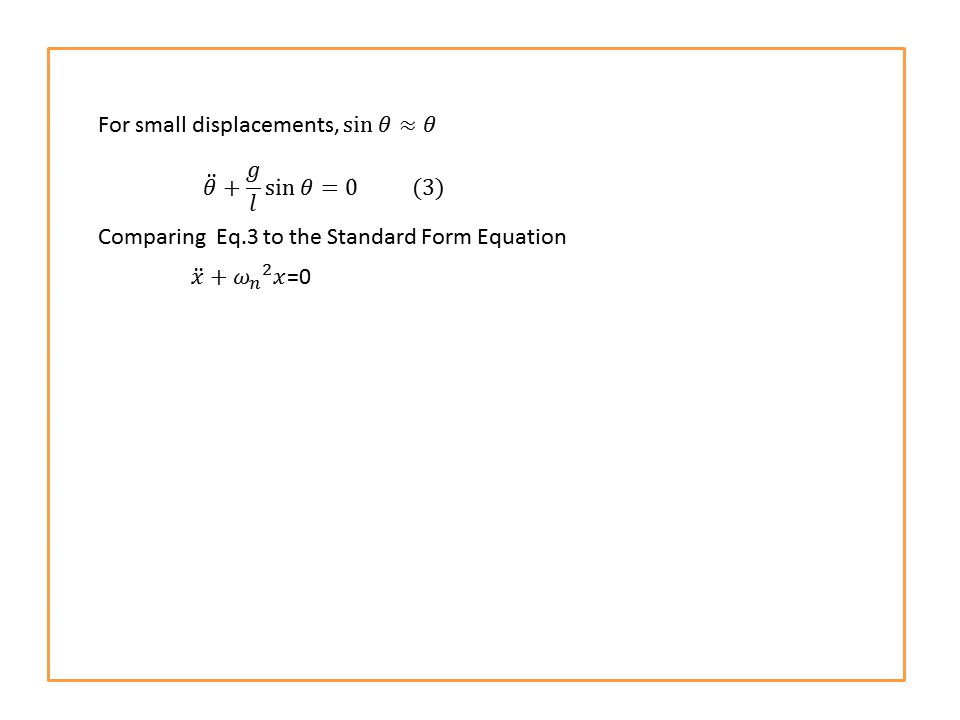 For small displacements, sin θ ≈ θ
θ̈ + g/l sin θ = 0 (3)
Comparing Eq.3 to the Standard Form Equation
ẍ + ωₙ²x=0